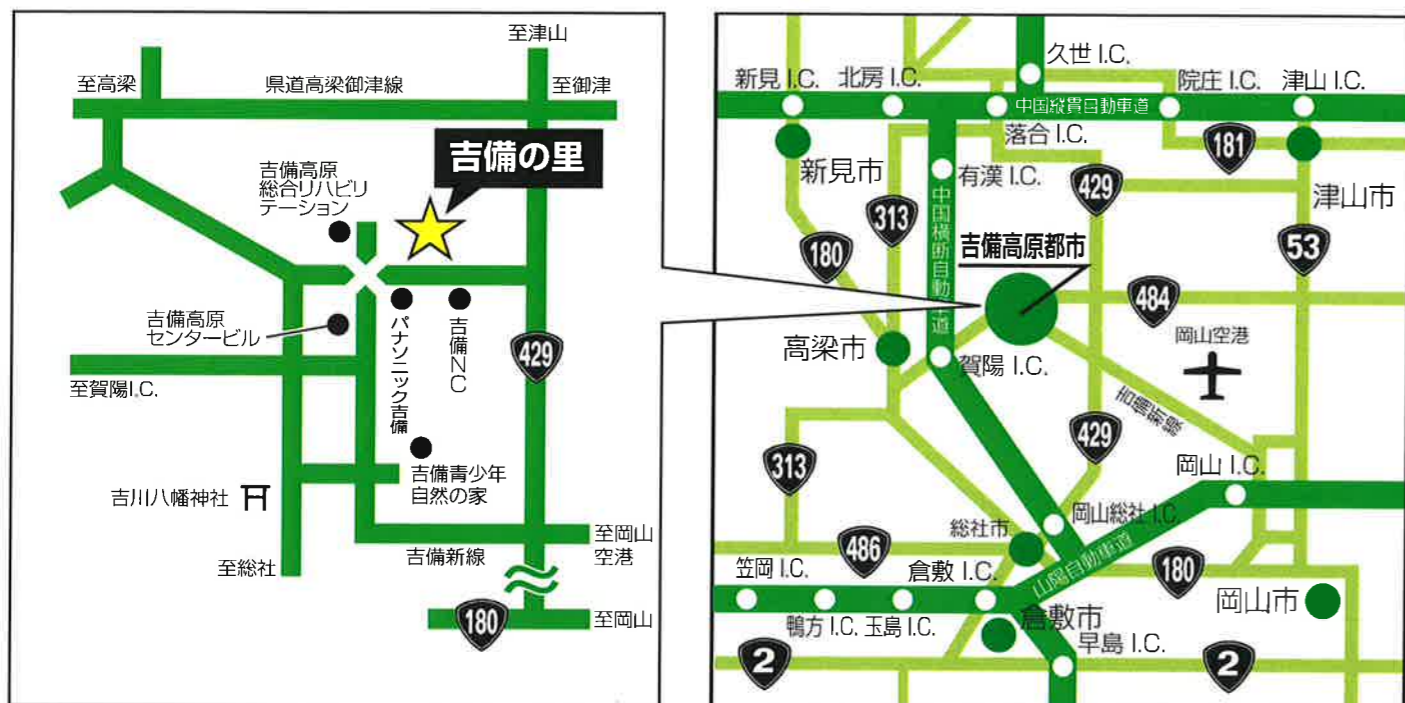 至津山
至高梁
県道高梁御津線
至御津
吉備の里
吉備高原
総合リハビリ
テーション
吉備高原
センタービル
パナソニック吉備
吉備NC
429
至賀陽I.C.
吉備青少年
自然の家
吉川八幡神社
至岡山
空港
吉備新線
至総社
180
至岡山
久世 I.C.
新見 I.C.
北房 I.C.
院庄 I.C.
津山 I.C.
中国縦貫自動車道
落合 I.C.
181
新見市
有漢 I.C.
429
津山市
313
中国横断自動車道
180
吉備高原都市
53
484
岡山空港
高梁市
賀陽 I.C.
吉備新線
429
313
岡山 I.C.
岡山総社 I.C.
総社市
486
山陽自動車道
180
笠岡 I.C.
倉敷 I.C.
岡山市
鴨方 I.C.
玉島 I.C.
倉敷市
早島 I.C.
2
2